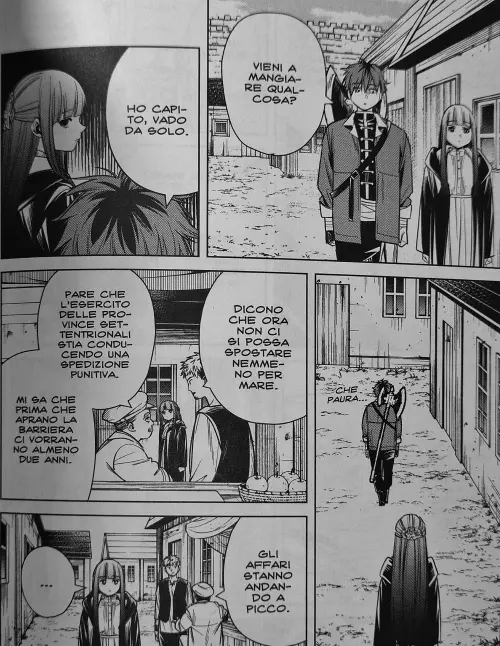 VIENI A
MANGIA-
RE QUAL-
COSA?
HO CAPI-
TO, VADO
DA SOLO.
"CHE
PAURA...
DICONO
CHE ORA
NON CI
SI POSSA
SPOSTARE
NEMME-
NO PER
MARE.
PARE CHE
L'ESERCITO
DELLE PRO-
VINCE SET-
TENTRIONALI
STIA CONDU-
CENDO UNA
SPEDIZIONE
PUNITIVA.
MI SA CHE
PRIMA CHE
APRANO LA
BARRIERA
CI VORRAN-
NO ALMENO
DUE ANNI.
GLI
AFFARI
STANNO
ANDAN-
DO A
PICCO.
...